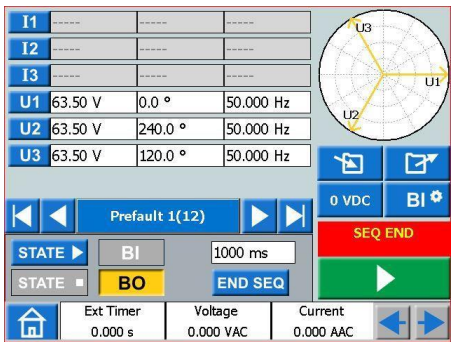 I1 ----- ----- -----
I2 ----- ----- -----
I3 ----- ----- -----
U1 63.50 V 0.0 ° 50.000 Hz
U2 63.50 V 240.0 ° 50.000 Hz
U3 63.50 V 120.0 ° 50.000 Hz
U3
U1
U2
0 VDC BI
Prefault 1(12)
SEQ END
STATE BI 1000 ms
STATE BO END SEQ
Ext Timer Voltage Current
0.000 s 0.000 VAC 0.000 AAC